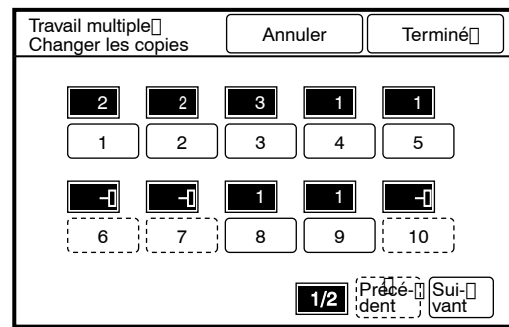 Travail multiple
Changer les copies
Annuler
Terminé
2 2 3 1 1
1 2 3 4 5
- - 1 1 -
6 7 8 9 10
1/2
Précé-
dent
Sui-
vant